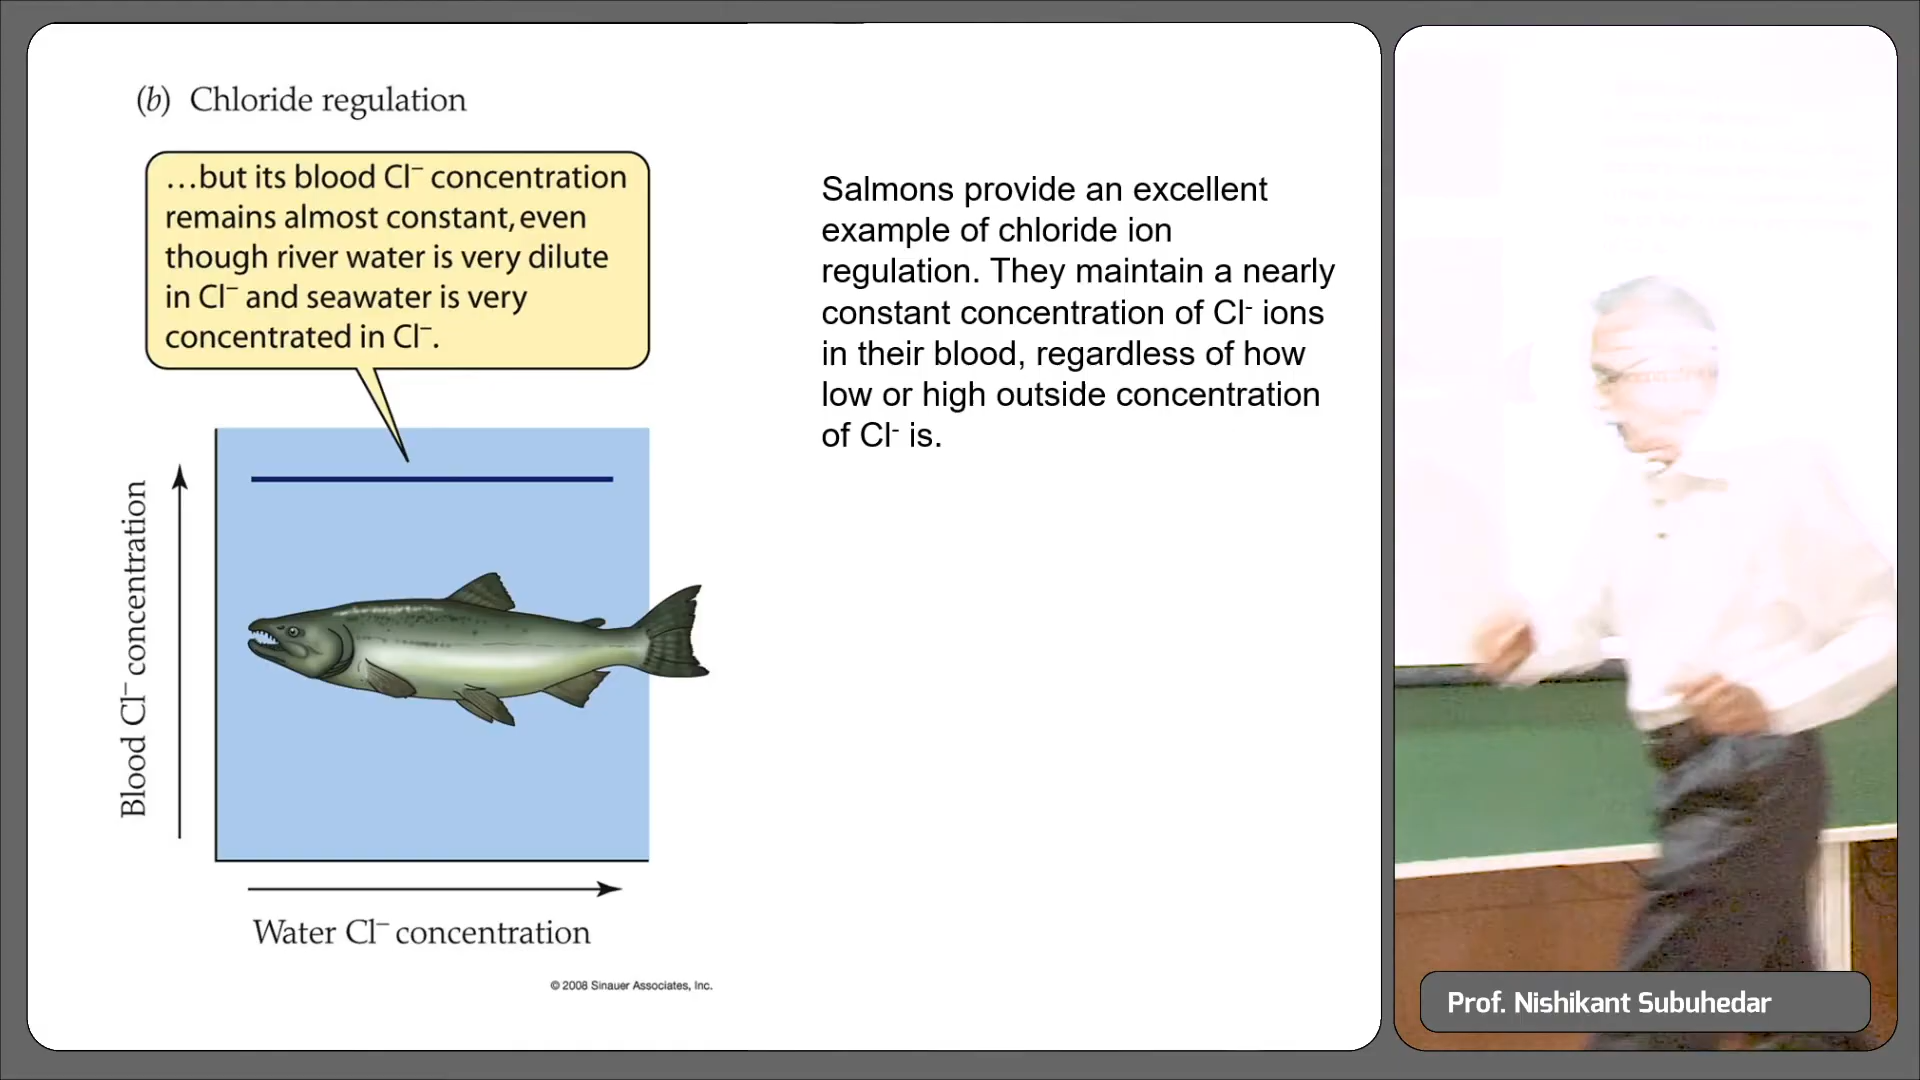 (b) Chloride regulation
…but its blood Cl⁻ concentration
remains almost constant, even
though river water is very dilute
in Cl⁻ and seawater is very
concentrated in Cl⁻.
Blood Cl⁻ concentration
Water Cl⁻ concentration
© 2008 Sinauer Associates, Inc.
Salmons provide an excellent
example of chloride ion
regulation. They maintain a nearly
constant concentration of Cl⁻ ions
in their blood, regardless of how
low or high outside concentration
of Cl⁻ is.
Prof. Nishikant Subuhedar